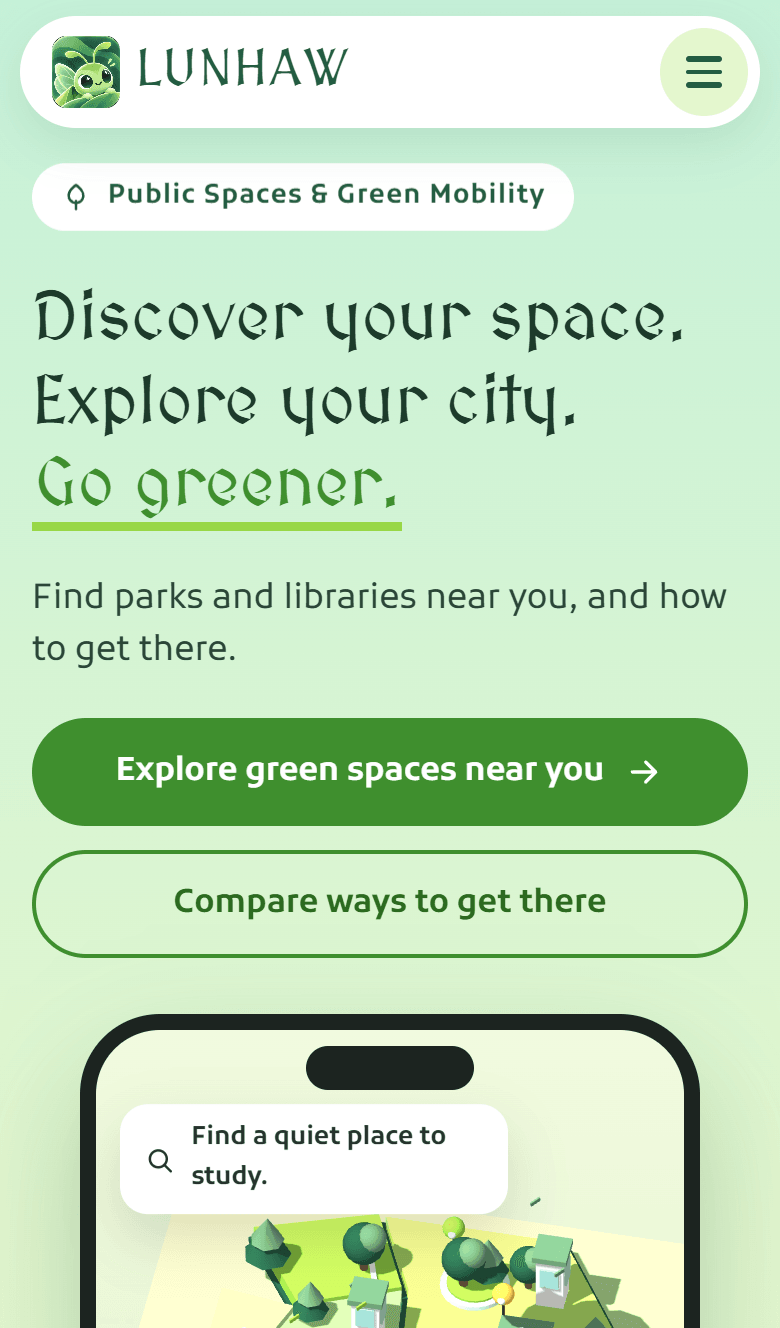 LUNHAW
Public Spaces & Green Mobility
Discover your space.
Explore your city.
Go greener.
Find parks and libraries near you, and how
to get there.
Explore green spaces near you
Compare ways to get there
Find a quiet place to
study.